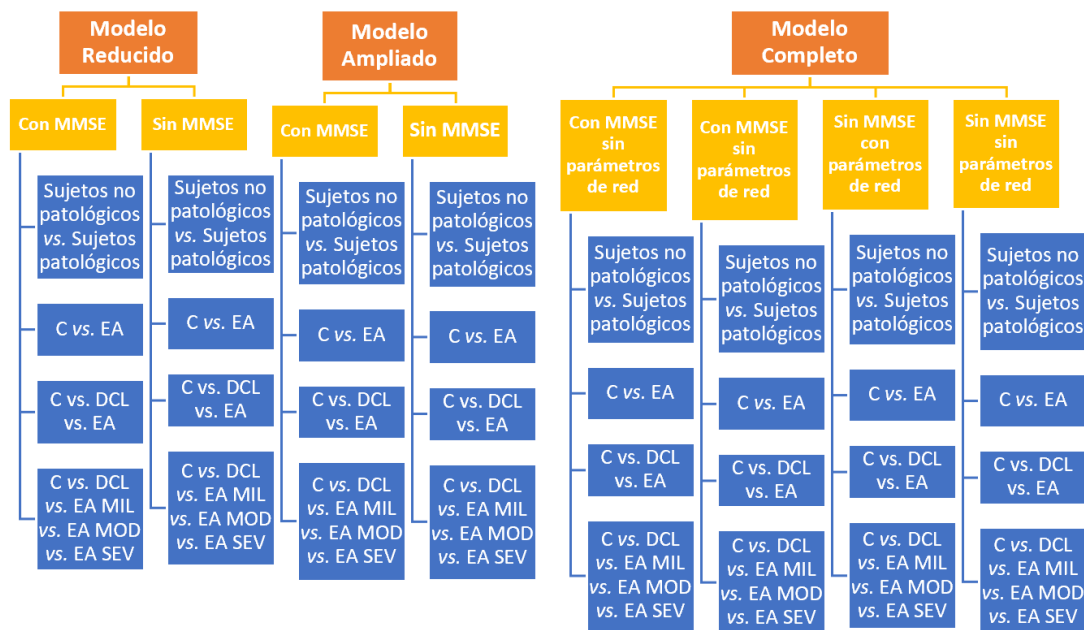 Modelo
Reducido
Con MMSE
Sujetos no
patológicos
vs. Sujetos
patológicos
C vs. EA
C vs. DCL
vs. EA
C vs. DCL
vs. EA MIL
vs. EA MOD
vs. EA SEV
Sin MMSE
Sujetos no
patológicos
vs. Sujetos
patológicos
C vs. EA
C vs. DCL
vs. EA
C vs. DCL
vs. EA MIL
vs. EA MOD
vs. EA SEV
Modelo
Ampliado
Con MMSE
Sujetos no
patológicos
vs. Sujetos
patológicos
C vs. EA
C vs. DCL
vs. EA
C vs. DCL
vs. EA MIL
vs. EA MOD
vs. EA SEV
Sin MMSE
Sujetos no
patológicos
vs. Sujetos
patológicos
C vs. EA
C vs. DCL
vs. EA
C vs. DCL
vs. EA MIL
vs. EA MOD
vs. EA SEV
Modelo
Completo
Con MMSE
sin
parámetros
de red
Sujetos no
patológicos
vs. Sujetos
patológicos
C vs. EA
C vs. DCL
vs. EA
C vs. DCL
vs. EA MIL
vs. EA MOD
vs. EA SEV
Con MMSE
sin
parámetros
de red
Sujetos no
patológicos
vs. Sujetos
patológicos
C vs. EA
C vs. DCL
vs. EA
C vs. DCL
vs. EA MIL
vs. EA MOD
vs. EA SEV
Sin MMSE
con
parámetros
de red
Sujetos no
patológicos
vs. Sujetos
patológicos
C vs. EA
C vs. DCL
vs. EA
C vs. DCL
vs. EA MIL
vs. EA MOD
vs. EA SEV
Sin MMSE
sin
parámetros
de red
Sujetos no
patológicos
vs. Sujetos
patológicos
C vs. EA
C vs. DCL
vs. EA
C vs. DCL
vs. EA MIL
vs. EA MOD
vs. EA SEV